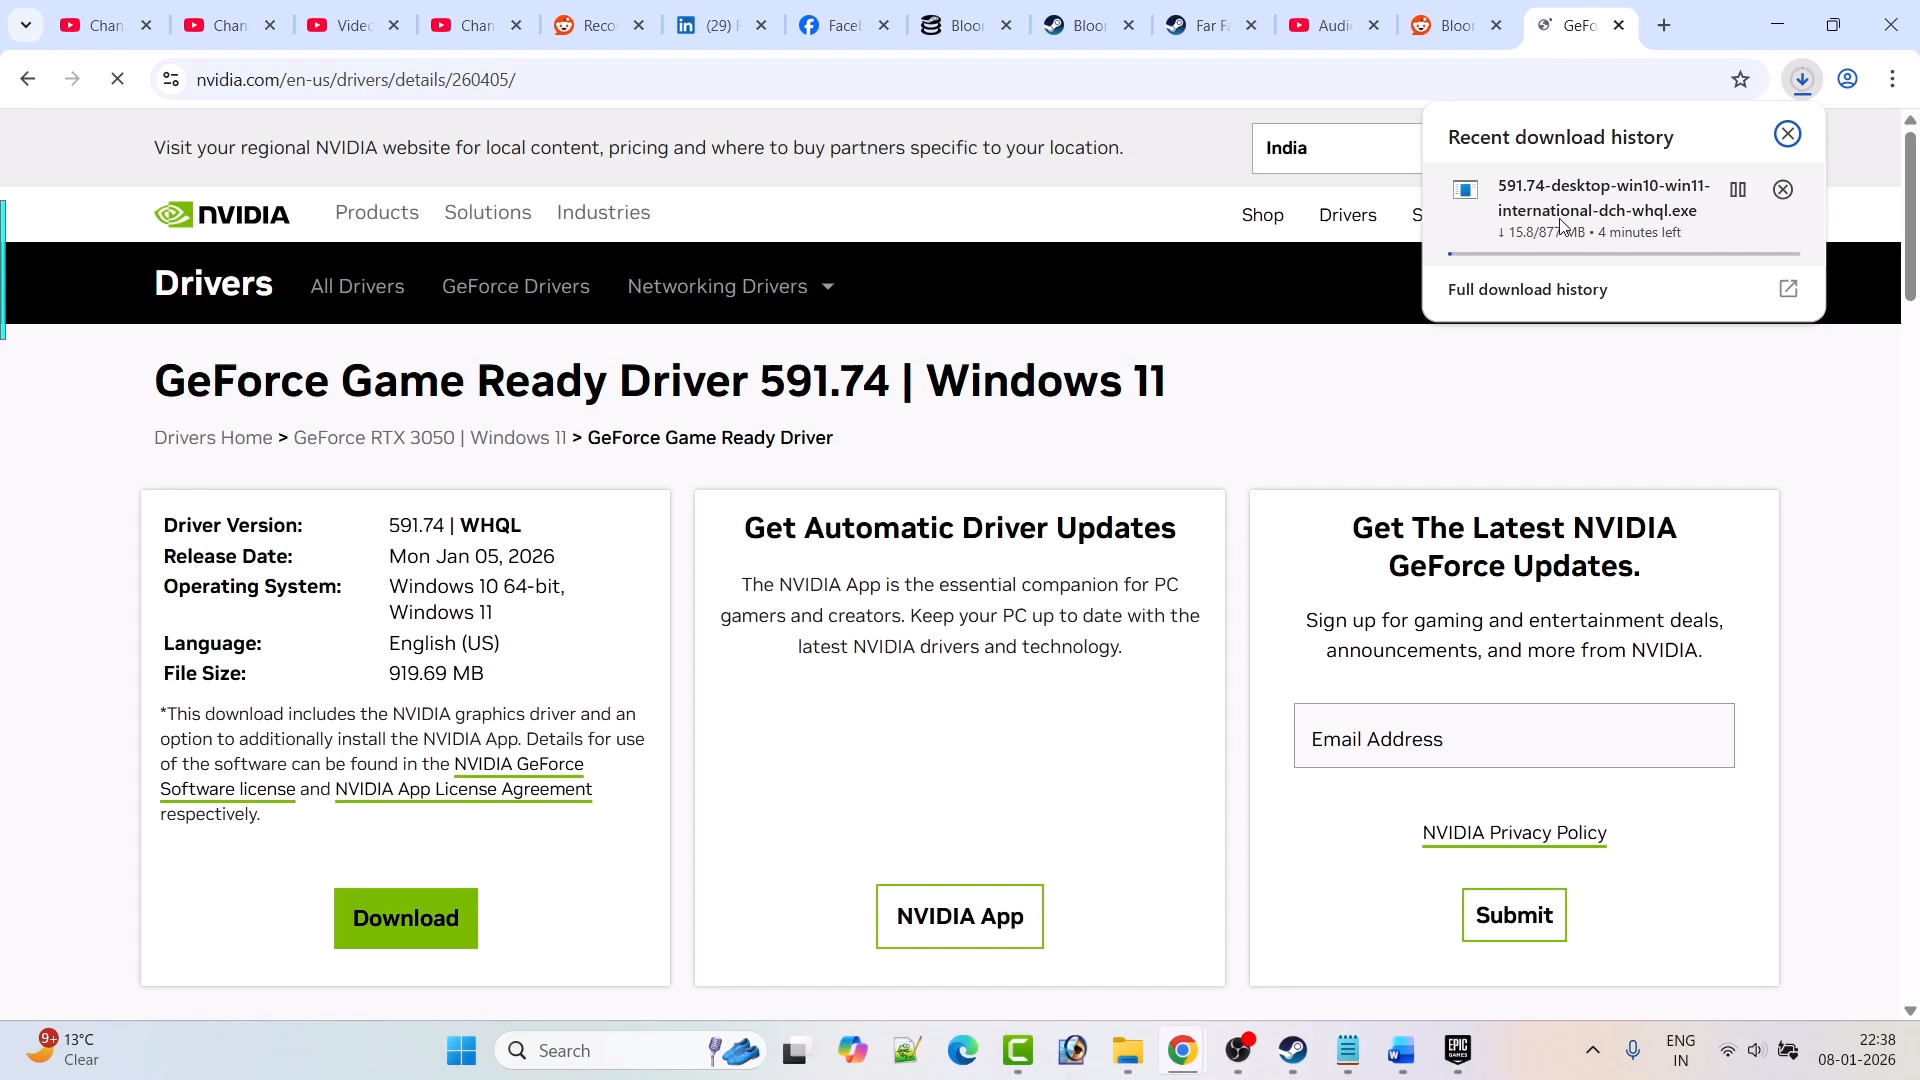 Chan
Chan
Vide
Chan
Reco
(29) F
Faceb
Bloor
Bloor
Far Fa
Audi
Bloor
GeFo
nvidia.com/en-us/drivers/details/260405/
Visit your regional NVIDIA website for local content, pricing and where to buy partners specific to your location.
India
Recent download history
591.74-desktop-win10-win11-
international-dch-whql.exe
↓ 15.8/877 MB • 4 minutes left
Full download history
NVIDIA
Products
Solutions
Industries
Shop
Drivers
S
Drivers
All Drivers
GeForce Drivers
Networking Drivers
GeForce Game Ready Driver 591.74 | Windows 11
Drivers Home > GeForce RTX 3050 | Windows 11 > GeForce Game Ready Driver
Driver Version: 591.74 | WHQL
Release Date: Mon Jan 05, 2026
Operating System: Windows 10 64-bit,
Windows 11
Language: English (US)
File Size: 919.69 MB
*This download includes the NVIDIA graphics driver and an
option to additionally install the NVIDIA App. Details for use
of the software can be found in the NVIDIA GeForce
Software license and NVIDIA App License Agreement
respectively.
Download
Get Automatic Driver Updates
The NVIDIA App is the essential companion for PC
gamers and creators. Keep your PC up to date with the
latest NVIDIA drivers and technology.
NVIDIA App
Get The Latest NVIDIA
GeForce Updates.
Sign up for gaming and entertainment deals,
announcements, and more from NVIDIA.
Email Address
NVIDIA Privacy Policy
Submit
9+
13°C
Clear
Search
EPIC
GAMES
ENG
IN
22:38
08-01-2026